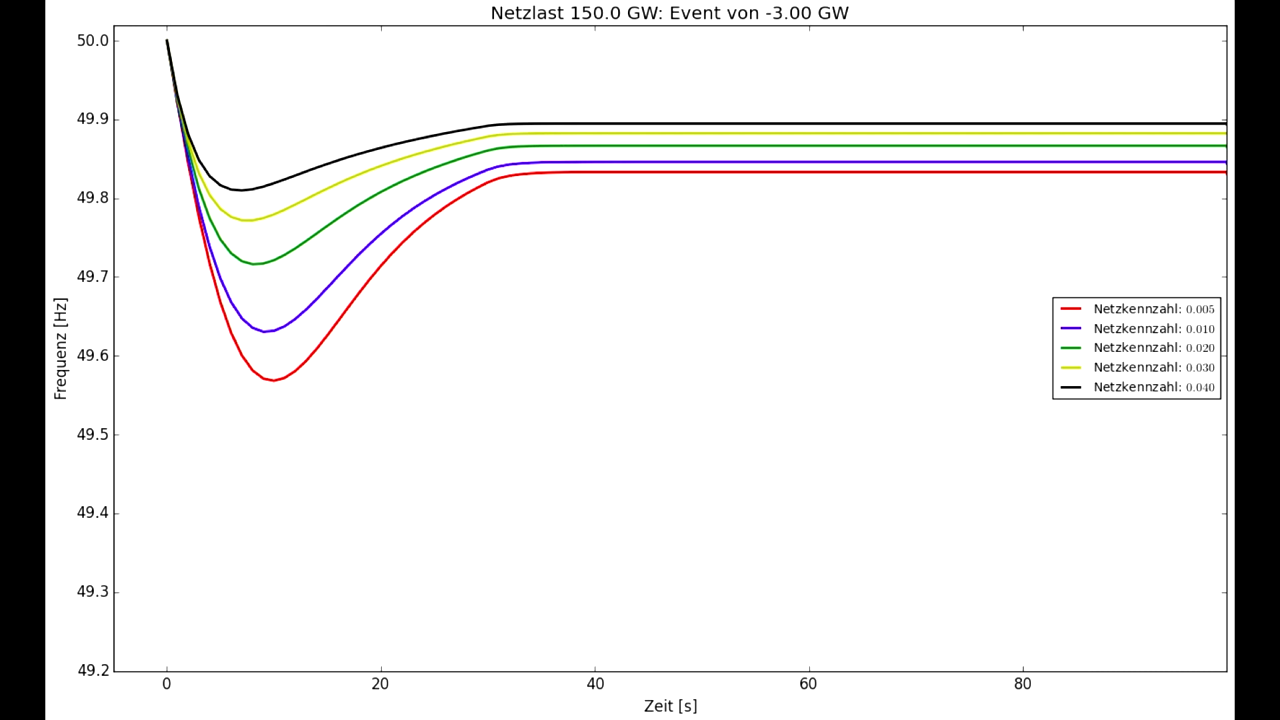 Netzlast 150.0 GW: Event von -3.00 GW
50.0
49.9
49.8
49.7
49.6
49.5
49.4
49.3
49.2
Frequenz [Hz]
Netzkennzahl: 0.005
Netzkennzahl: 0.010
Netzkennzahl: 0.020
Netzkennzahl: 0.030
Netzkennzahl: 0.040
0 20 40 60 80
Zeit [s]